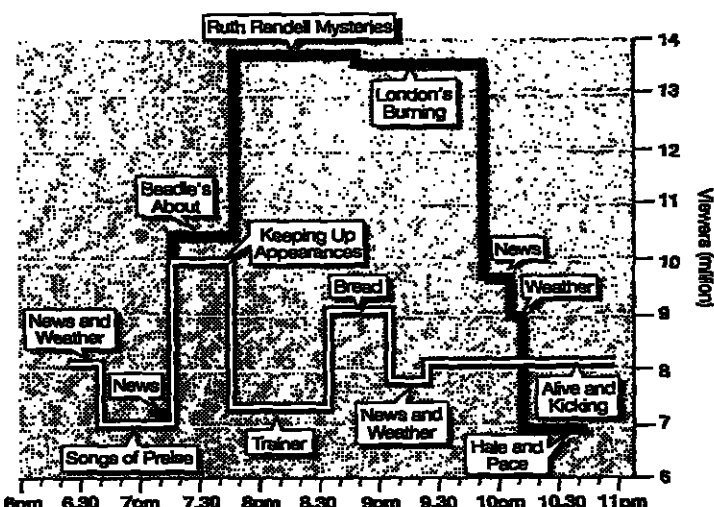 Ruth Rendell Mysteries
14
13
London's
Burning
12
Beadle's
About
11
Keeping Up
Appearances
News
10
Viewers (million)
Bread
Weather
9
News and
Weather
8
News
Alive and
Kicking
News and
Weather
7
Songs of Praise
Trainer
Hale and
Pace
6
6pm 6.30 7pm 7.30 8pm 8.30 9pm 9.30 10pm 10.30 11pm